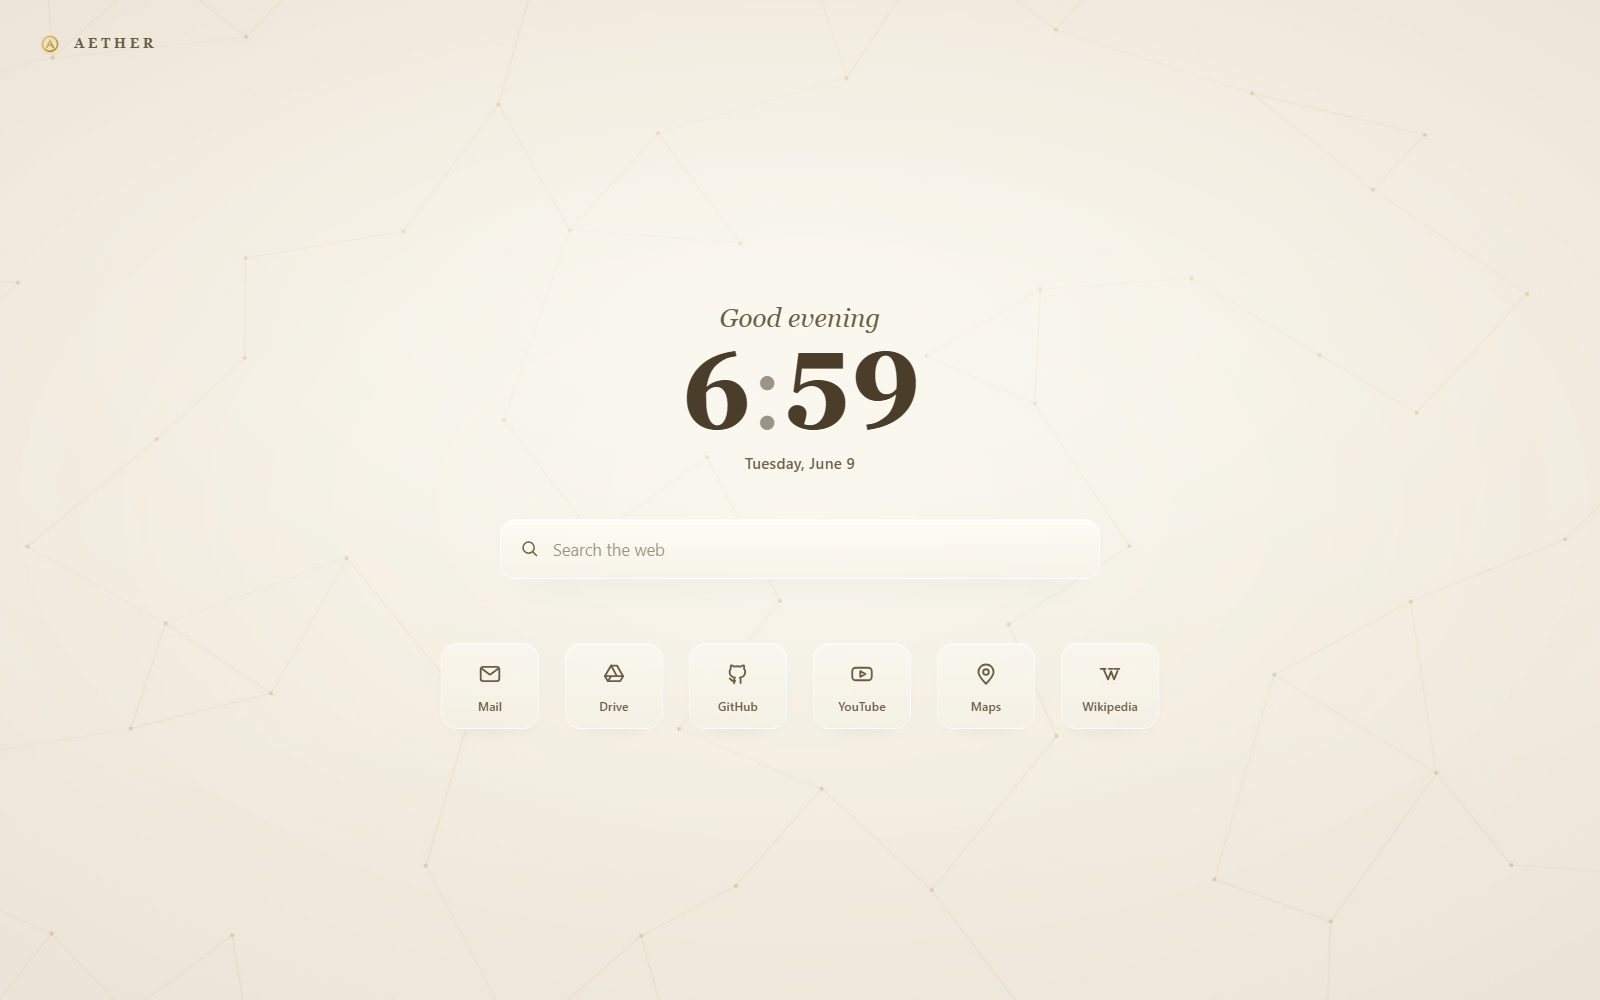 AETHER
Good evening
6:59
Tuesday, June 9
Search the web
Mail
Drive
GitHub
YouTube
Maps
Wikipedia